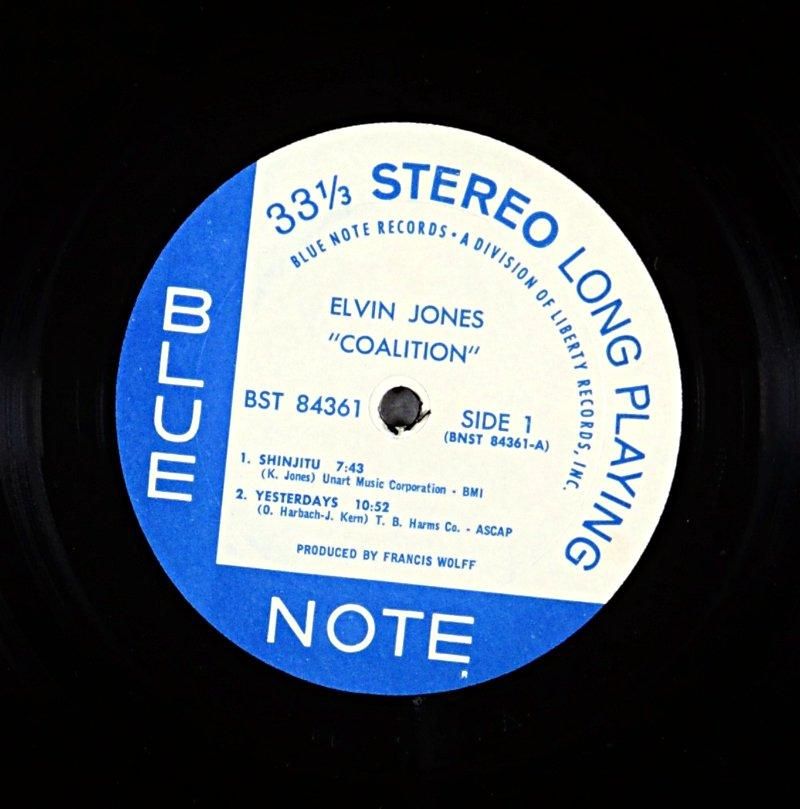 33⅓ STEREO LONG PLAYING
BLUE NOTE RECORDS • A DIVISION OF LIBERTY RECORDS, INC.
ELVIN JONES
"COALITION"
BST 84361
SIDE 1
(BNST 84361-A)
1. SHINJITU 7:43
(K. Jones) Unart Music Corporation - BMI
2. YESTERDAYS 10:52
(O. Harbach-J. Kern) T. B. Harms Co. - ASCAP
PRODUCED BY FRANCIS WOLFF
BLUE
NOTE